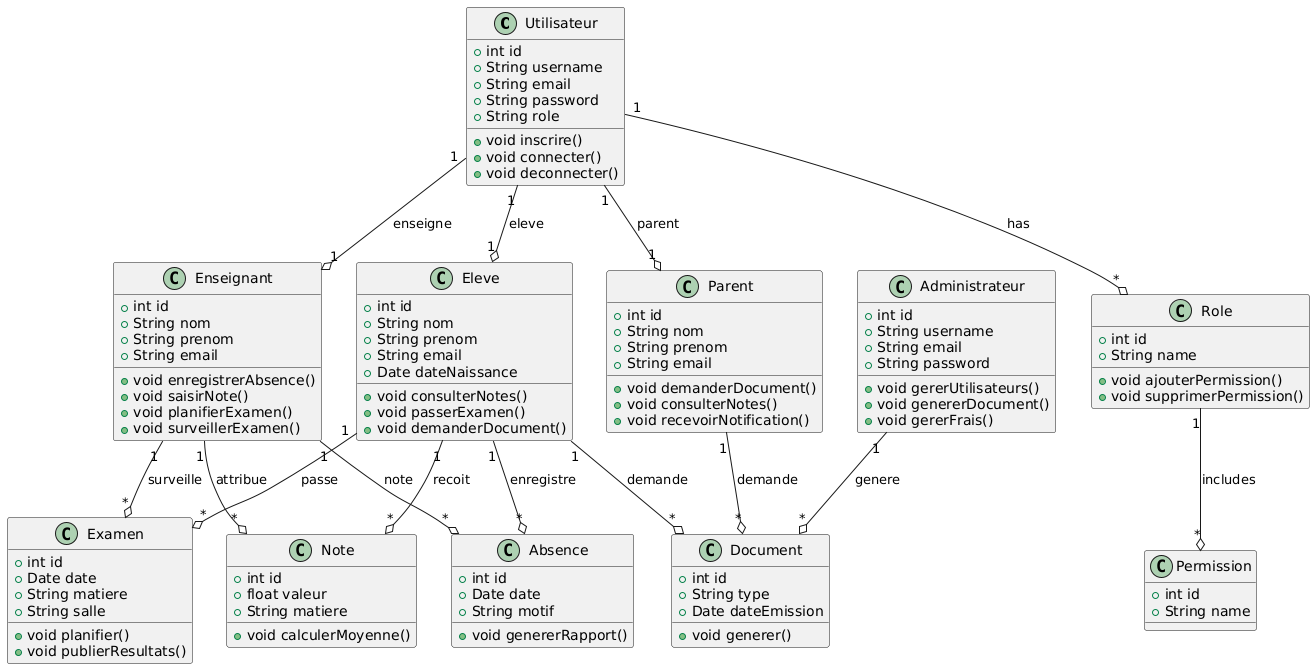 C Utilisateur
int id
String username
String email
String password
String role
void inscrire()
void connecter()
void deconnecter()
1
1
1
1
1
enseigne
eleve
parent
has
1
1
1
*
C Enseignant
int id
String nom
String prenom
String email
void enregistrerAbsence()
void saisirNote()
void planifierExamen()
void surveillerExamen()
C Eleve
int id
String nom
String prenom
String email
Date dateNaissance
void consulterNotes()
void passerExamen()
void demanderDocument()
C Parent
int id
String nom
String prenom
String email
void demanderDocument()
void consulterNotes()
void recevoirNotification()
C Administrateur
int id
String username
String email
String password
void gererUtilisateurs()
void genererDocument()
void gererFrais()
C Role
int id
String name
void ajouterPermission()
void supprimerPermission()
1
1
1
1
1
1
1
1
1
1
surveille
attribue
passe
note
recoit
enregistre
demande
demande
genere
includes
*
*
*
*
*
*
*
*
*
*
C Examen
int id
Date date
String matiere
String salle
void planifier()
void publierResultats()
C Note
int id
float valeur
String matiere
void calculerMoyenne()
C Absence
int id
Date date
String motif
void genererRapport()
C Document
int id
String type
Date dateEmission
void generer()
C Permission
int id
String name